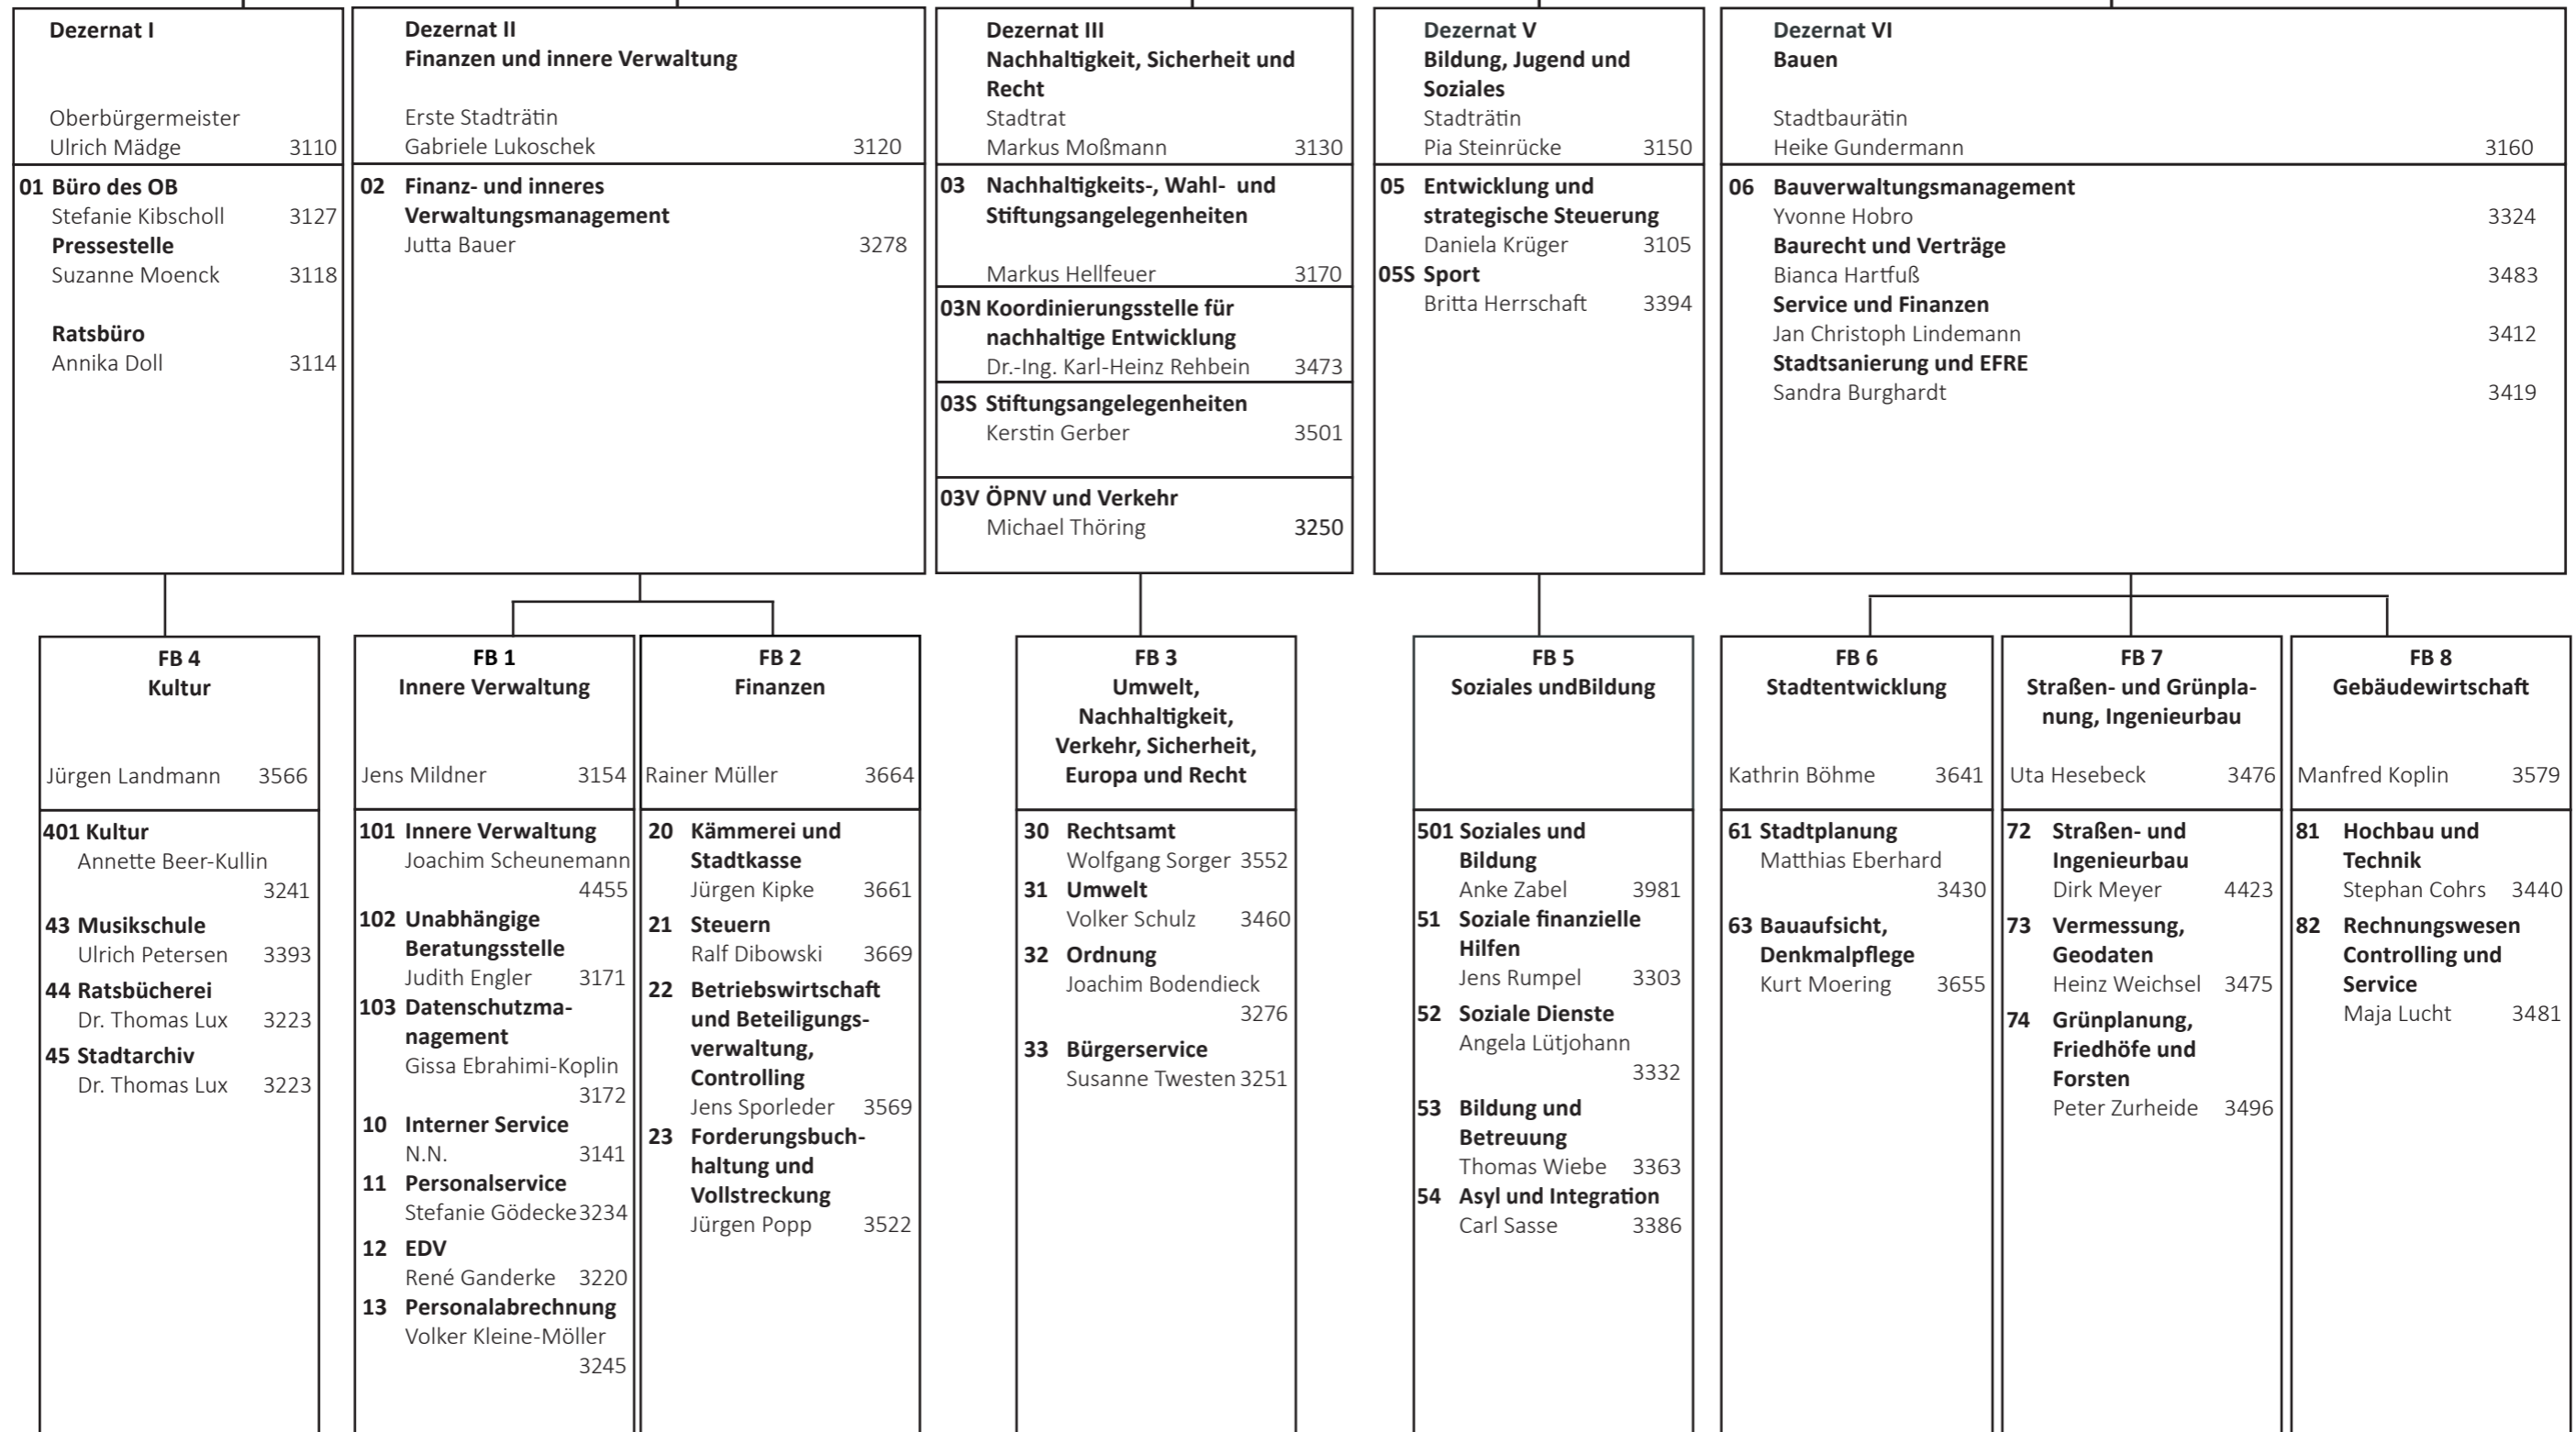 Dezernat I
Oberbürgermeister
Ulrich Mädge 3110
01 Büro des OB
Stefanie Kibscholl 3127
Pressestelle
Suzanne Moenck 3118
Ratsbüro
Annika Doll 3114
Dezernat II
Finanzen und innere Verwaltung
Erste Stadträtin
Gabriele Lukoschek 3120
02 Finanz- und inneres
Verwaltungsmanagement
Jutta Bauer 3278
Dezernat III
Nachhaltigkeit, Sicherheit und
Recht
Stadtrat
Markus Moßmann 3130
03 Nachhaltigkeits-, Wahl- und
Stiftungsangelegenheiten
Markus Hellfeuer 3170
03N Koordinierungsstelle für
nachhaltige Entwicklung
Dr.-Ing. Karl-Heinz Rehbein 3473
03S Stiftungsangelegenheiten
Kerstin Gerber 3501
03V ÖPNV und Verkehr
Michael Thöring 3250
Dezernat V
Bildung, Jugend und
Soziales
Stadträtin
Pia Steinrücke 3150
05 Entwicklung und
strategische Steuerung
Daniela Krüger 3105
05S Sport
Britta Herrschaft 3394
Dezernat VI
Bauen
Stadtbaurätin
Heike Gundermann 3160
06 Bauverwaltungsmanagement
Yvonne Hobro 3324
Baurecht und Verträge
Bianca Hartfuß 3483
Service und Finanzen
Jan Christoph Lindemann 3412
Stadtsanierung und EFRE
Sandra Burghardt 3419
FB 4
Kultur
Jürgen Landmann 3566
401 Kultur
Annette Beer-Kullin
3241
43 Musikschule
Ulrich Petersen 3393
44 Ratsbücherei
Dr. Thomas Lux 3223
45 Stadtarchiv
Dr. Thomas Lux 3223
FB 1
Innere Verwaltung
Jens Mildner 3154
101 Innere Verwaltung
Joachim Scheunemann
4455
102 Unabhängige
Beratungsstelle
Judith Engler 3171
103 Datenschutzma-
nagement
Gissa Ebrahimi-Koplin
3172
10 Interner Service
N.N. 3141
11 Personalservice
Stefanie Gödecke 3234
12 EDV
René Ganderke 3220
13 Personalabrechnung
Volker Kleine-Möller
3245
FB 2
Finanzen
Rainer Müller 3664
20 Kämmerei und
Stadtkasse
Jürgen Kipke 3661
21 Steuern
Ralf Dibowski 3669
22 Betriebswirtschaft
und Beteiligungs-
verwaltung,
Controlling
Jens Sporleder 3569
23 Forderungsbuch-
haltung und
Vollstreckung
Jürgen Popp 3522
FB 3
Umwelt,
Nachhaltigkeit,
Verkehr, Sicherheit,
Europa und Recht
30 Rechtsamt
Wolfgang Sorger 3552
31 Umwelt
Volker Schulz 3460
32 Ordnung
Joachim Bodendieck
3276
33 Bürgerservice
Susanne Twesten 3251
FB 5
Soziales undBildung
501 Soziales und
Bildung
Anke Zabel 3981
51 Soziale finanzielle
Hilfen
Jens Rumpel 3303
52 Soziale Dienste
Angela Lütjohann
3332
53 Bildung und
Betreuung
Thomas Wiebe 3363
54 Asyl und Integration
Carl Sasse 3386
FB 6
Stadtentwicklung
Kathrin Böhme 3641
61 Stadtplanung
Matthias Eberhard
3430
63 Bauaufsicht,
Denkmalpflege
Kurt Moering 3655
FB 7
Straßen- und Grünpla-
nung, Ingenieurbau
Uta Hesebeck 3476
72 Straßen- und
Ingenieurbau
Dirk Meyer 4423
73 Vermessung,
Geodaten
Heinz Weichsel 3475
74 Grünplanung,
Friedhöfe und
Forsten
Peter Zurheide 3496
FB 8
Gebäudewirtschaft
Manfred Koplin 3579
81 Hochbau und
Technik
Stephan Cohrs 3440
82 Rechnungswesen
Controlling und
Service
Maja Lucht 3481